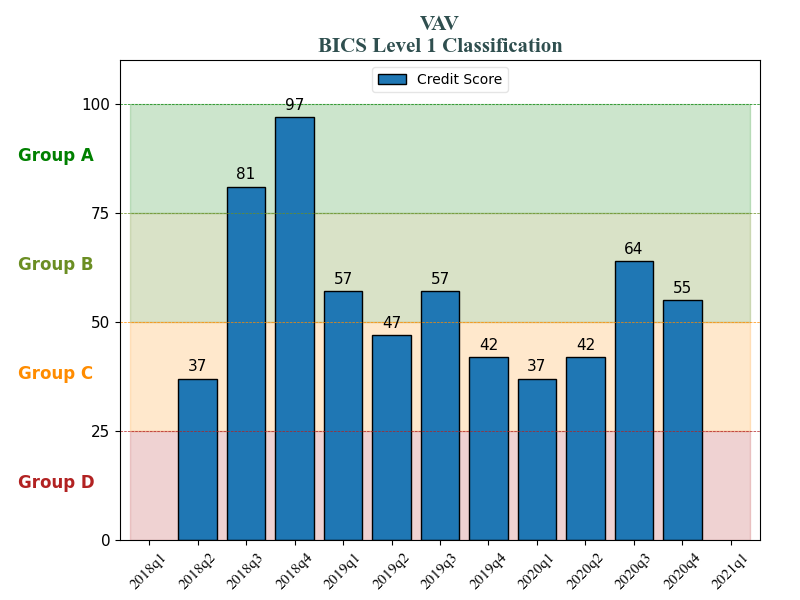 VAV
BICS Level 1 Classification
Credit Score
100
75
50
25
0
Group A
Group B
Group C
Group D
37
81
97
57
47
57
42
37
42
64
55
2018q1
2018q2
2018q3
2018q4
2019q1
2019q2
2019q3
2019q4
2020q1
2020q2
2020q3
2020q4
2021q1